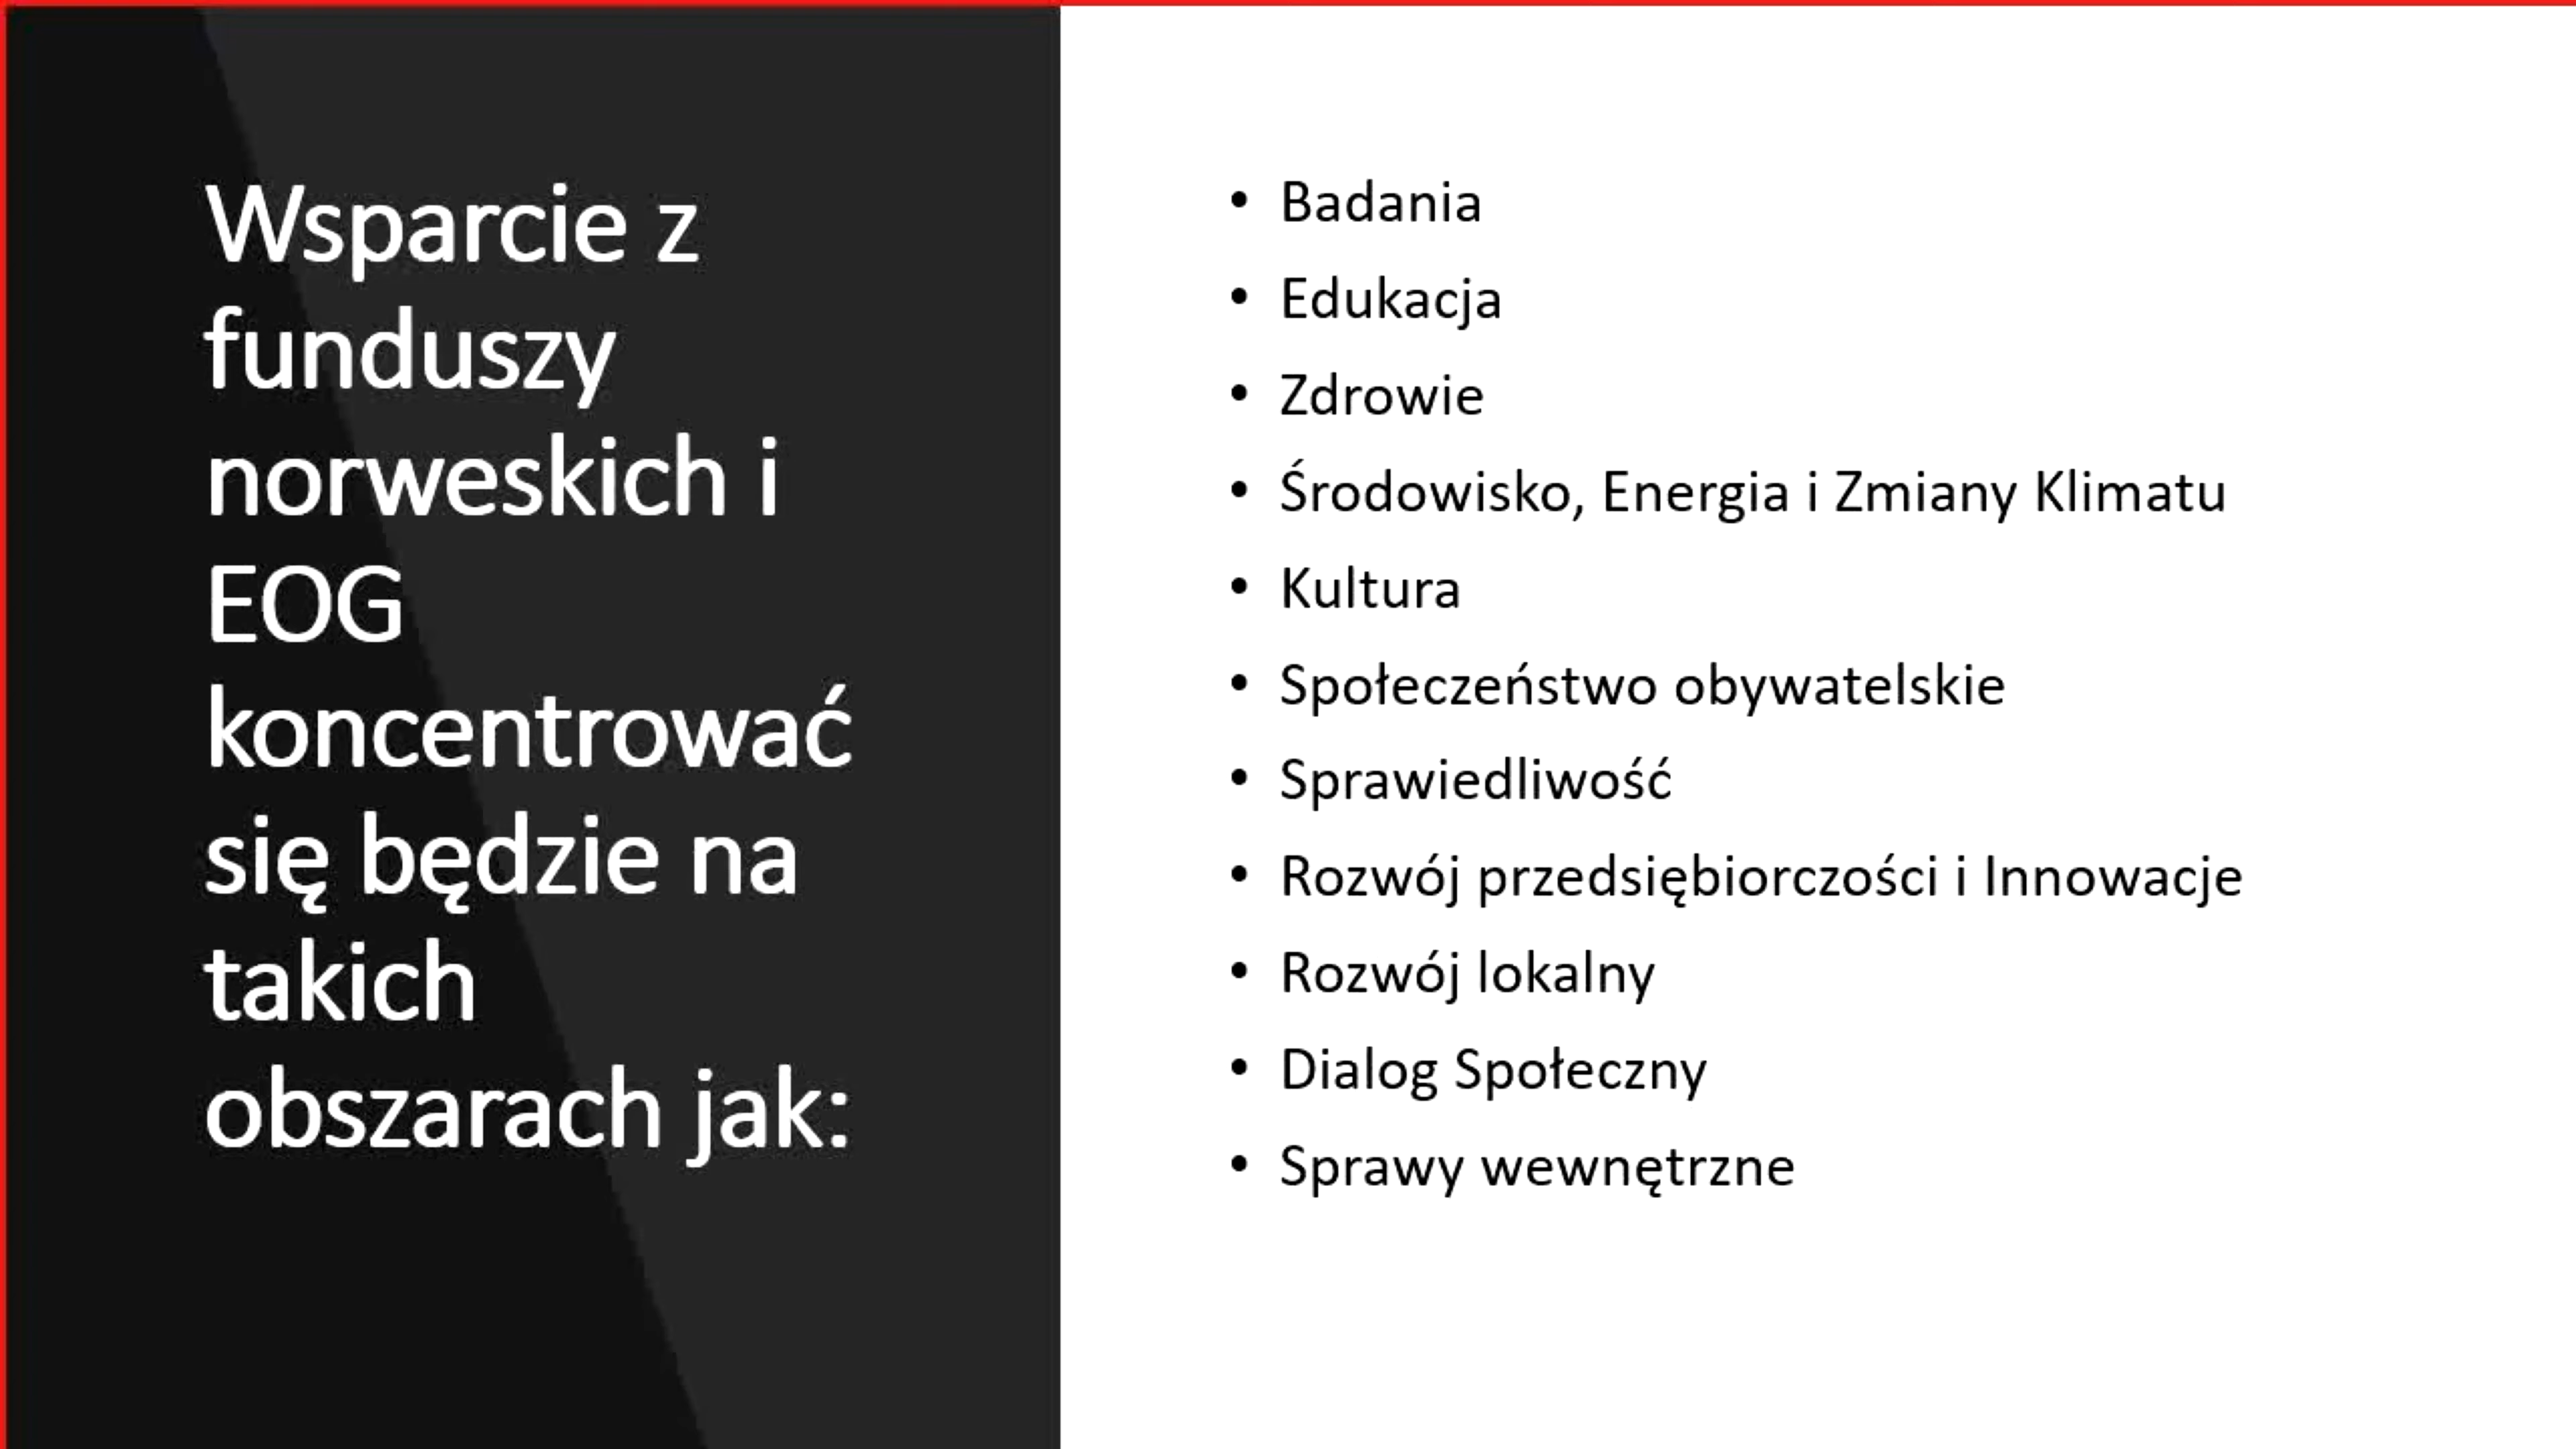 Wsparcie z
funduszy
norweskich i
EOG
koncentrować
się będzie na
takich
obszarach jak:
• Badania
• Edukacja
• Zdrowie
• Środowisko, Energia i Zmiany Klimatu
• Kultura
• Społeczeństwo obywatelskie
• Sprawiedliwość
• Rozwój przedsiębiorczości i Innowacje
• Rozwój lokalny
• Dialog Społeczny
• Sprawy wewnętrzne